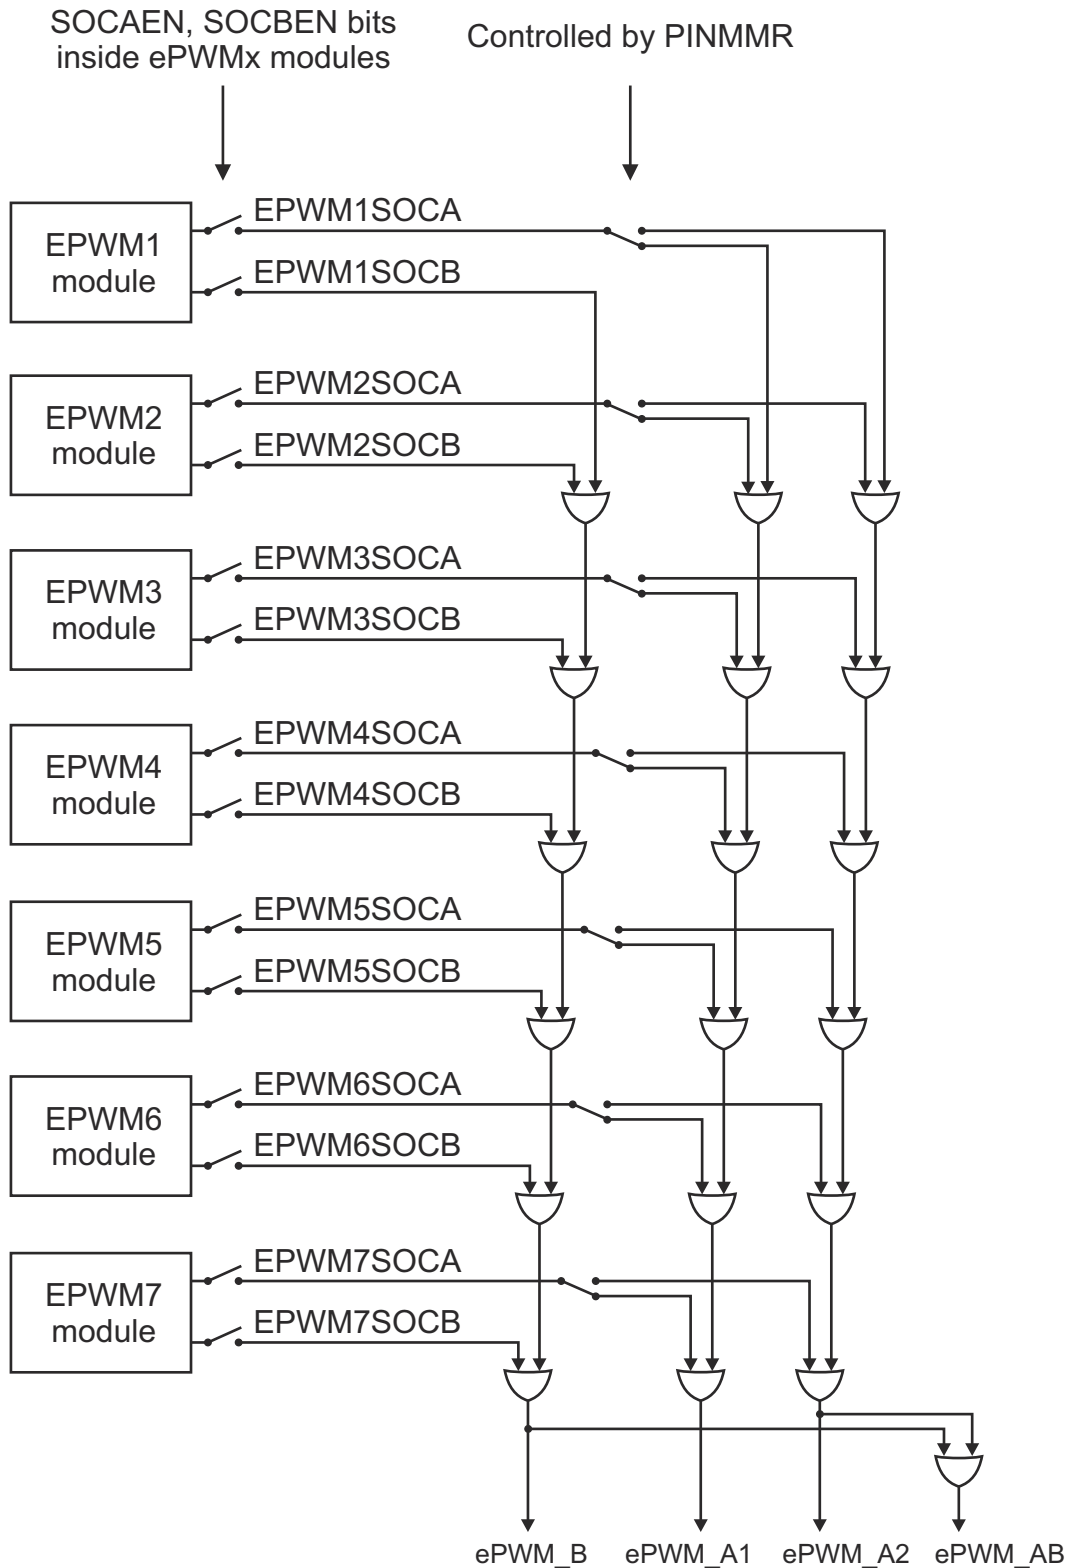 SOCAEN, SOCBEN bits
inside ePWMx modules
Controlled by PINMMR
EPWM1
module
EPWM1SOCA
EPWM1SOCB
EPWM2
module
EPWM2SOCA
EPWM2SOCB
EPWM3
module
EPWM3SOCA
EPWM3SOCB
EPWM4
module
EPWM4SOCA
EPWM4SOCB
EPWM5
module
EPWM5SOCA
EPWM5SOCB
EPWM6
module
EPWM6SOCA
EPWM6SOCB
EPWM7
module
EPWM7SOCA
EPWM7SOCB
ePWM_B ePWM_A1 ePWM_A2 ePWM_AB